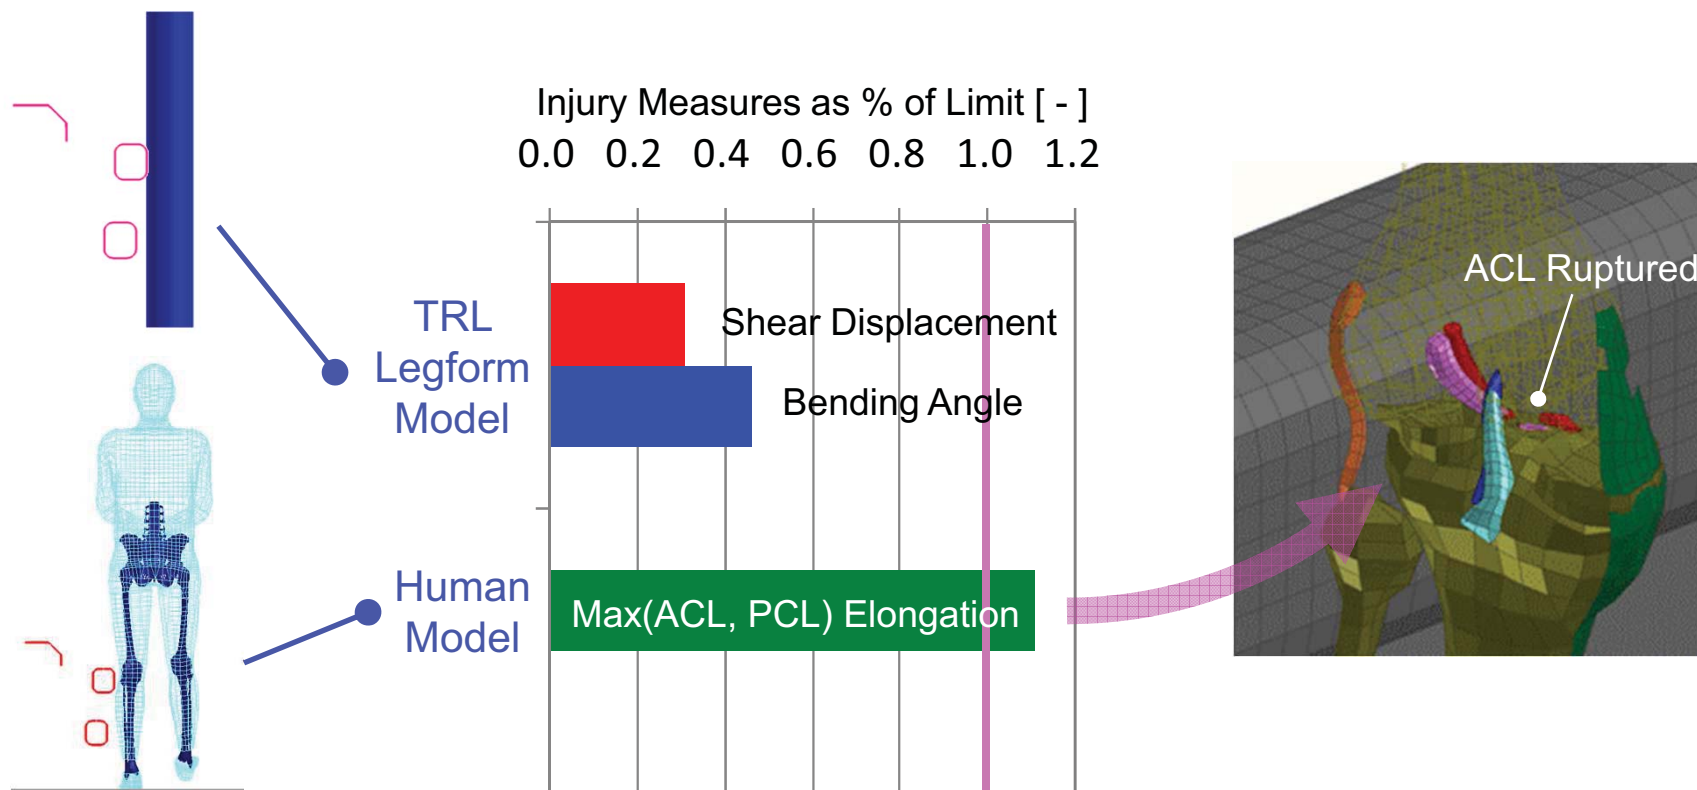 Injury Measures as % of Limit [ - ]
0.0 0.2 0.4 0.6 0.8 1.0 1.2
TRL
Legform
Model
Shear Displacement
Bending Angle
Human
Model
Max(ACL, PCL) Elongation
ACL Ruptured